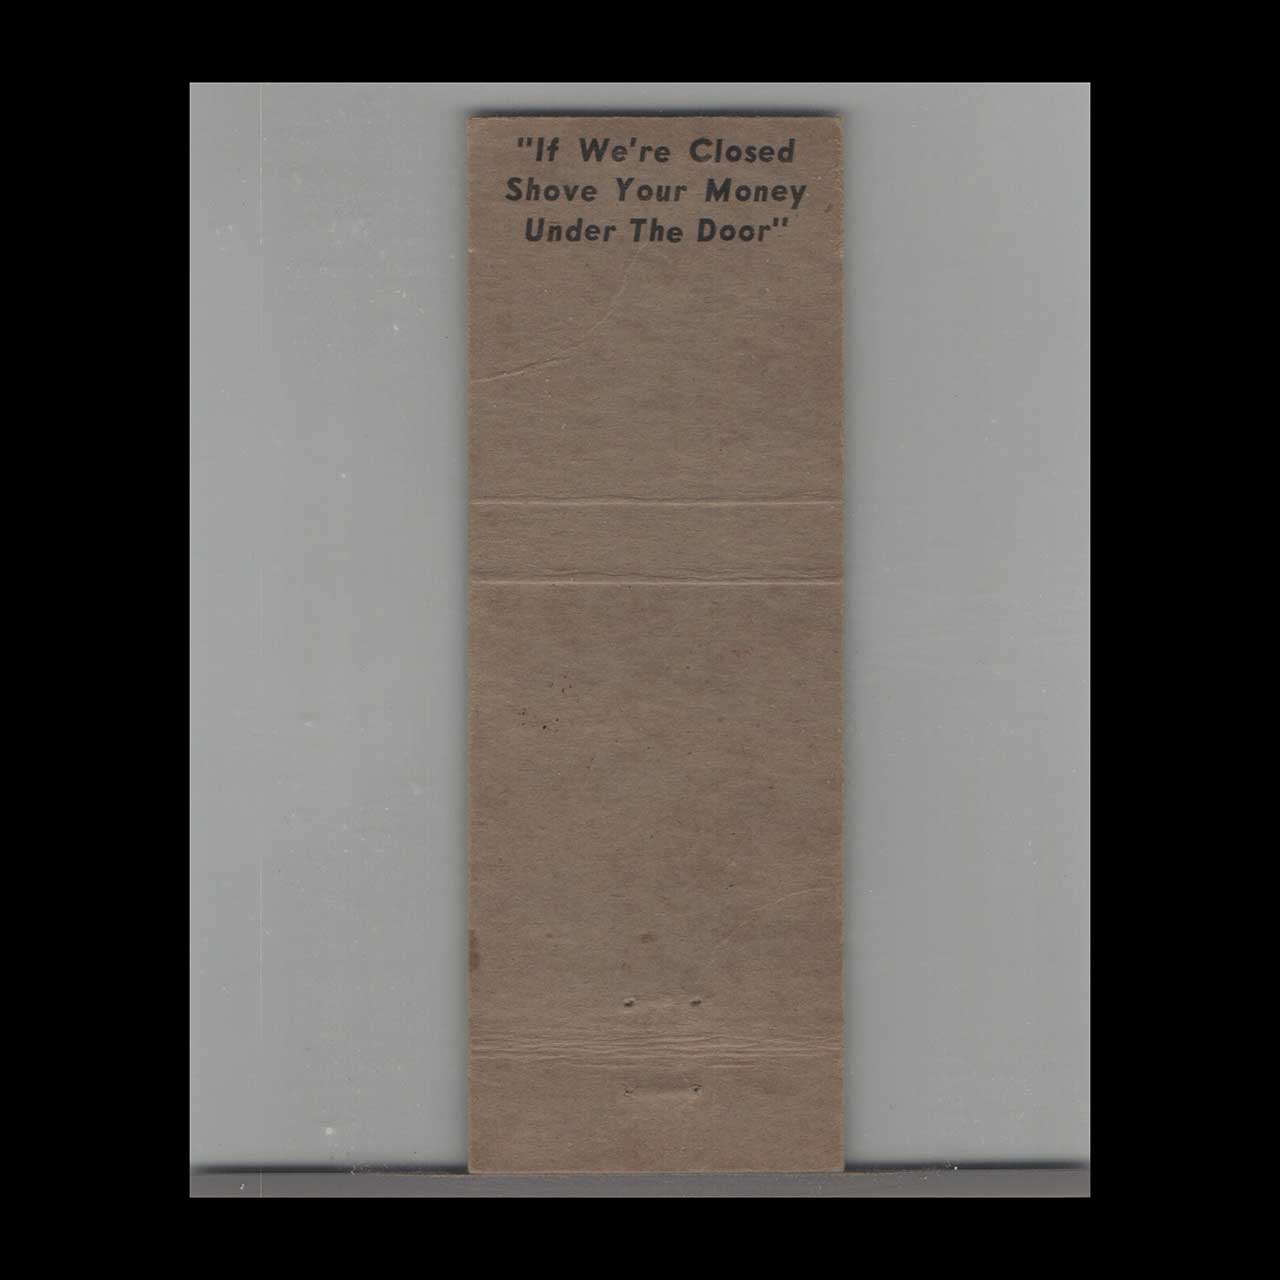 "If We're Closed
Shove Your Money
Under The Door"